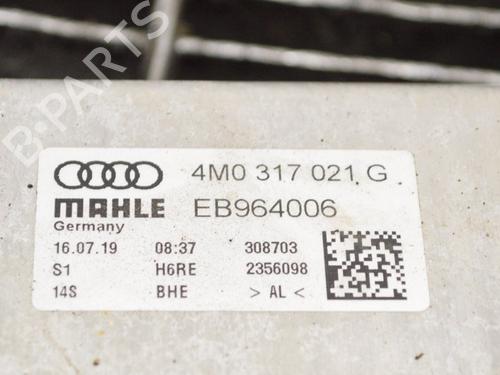 B-PARTS
4M0 317 021 G
MAHLE EB964006
Germany
16.07.19 08:37 308703
S1 H6RE 2356098
14S BHE > AL <